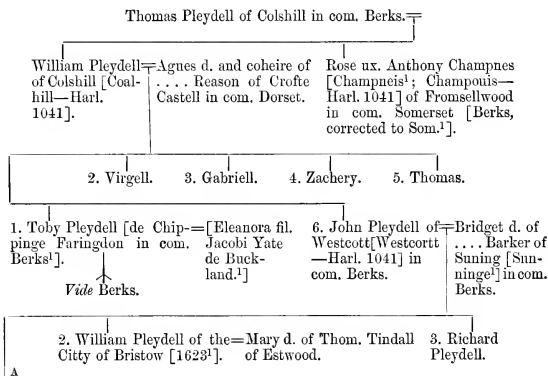 Thomas Pleydell of Colshill in com. Berks.
William Pleydell
of Colshill [Coal-
hill—Harl.
1041].
Agnes d. and coheire of
. . . . Reason of Crofte
Castell in com. Dorset.
Rose ux. Anthony Champnes
[Champneis¹; Champouis—
Harl. 1041] of Fromsellwood
in com. Somerset [Berks,
corrected to Som.¹].
2. Virgell. 3. Gabriell. 4. Zachery. 5. Thomas.
1. Toby Pleydell [de Chip-
pinge Faringdon in com.
Berks¹].
Vide Berks.
=[Eleanora fil.
Jacobi Yate
de Buck-
land.¹]
6. John Pleydell of
Westcott[Westcortt
—Harl. 1041] in
com. Berks.
Bridget d. of
. . . . Barker of
Suning [Sun-
ninge¹] in com.
Berks.
2. William Pleydell of the
Citty of Bristow [1623¹].
=Mary d. of Thom. Tindall
of Estwood.
3. Richard
Pleydell.
A